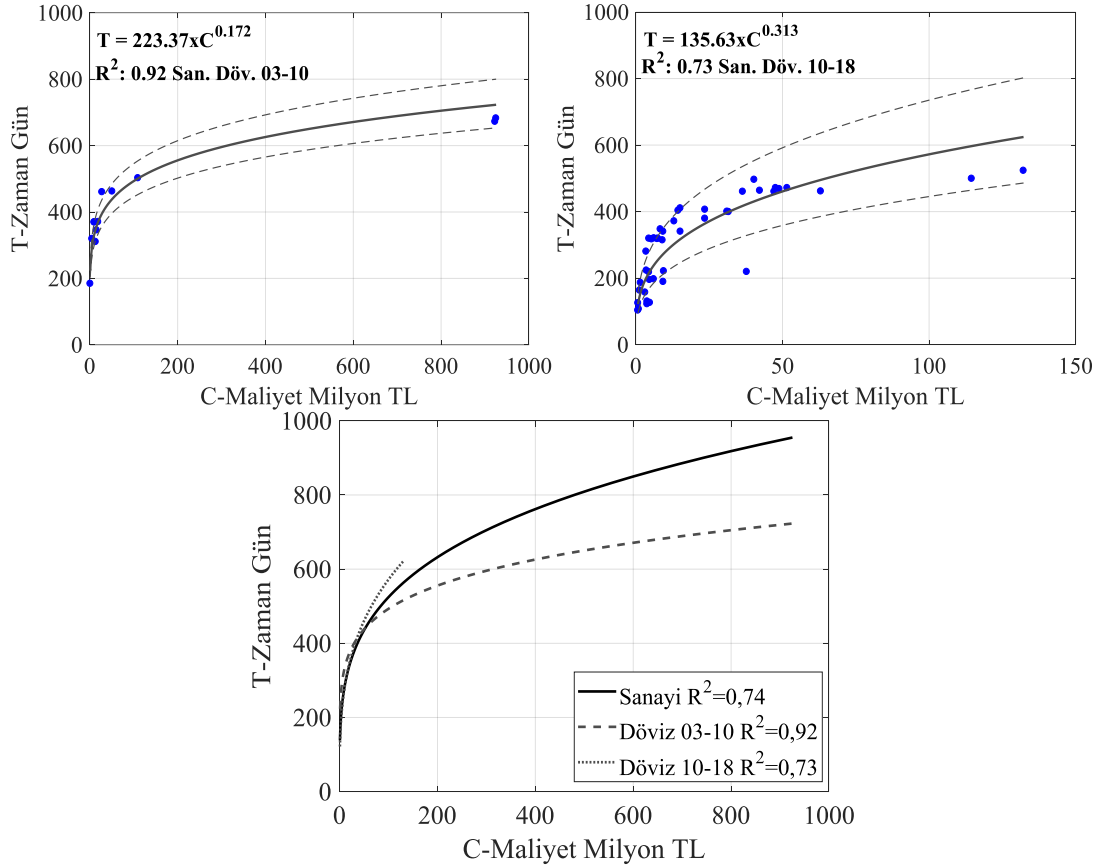 T = 223.37xC^0.172
R^2: 0.92 San. Döv. 03-10
1000
800
600
400
200
0
T-Zaman Gün
0 200 400 600 800 1000
C-Maliyet Milyon TL
T = 135.63xC^0.313
R^2: 0.73 San. Döv. 10-18
1000
800
600
400
200
0
T-Zaman Gün
0 50 100 150
C-Maliyet Milyon TL
1000
800
600
400
200
0
T-Zaman Gün
Sanayi R^2=0,74
Döviz 03-10 R^2=0,92
Döviz 10-18 R^2=0,73
0 200 400 600 800 1000
C-Maliyet Milyon TL